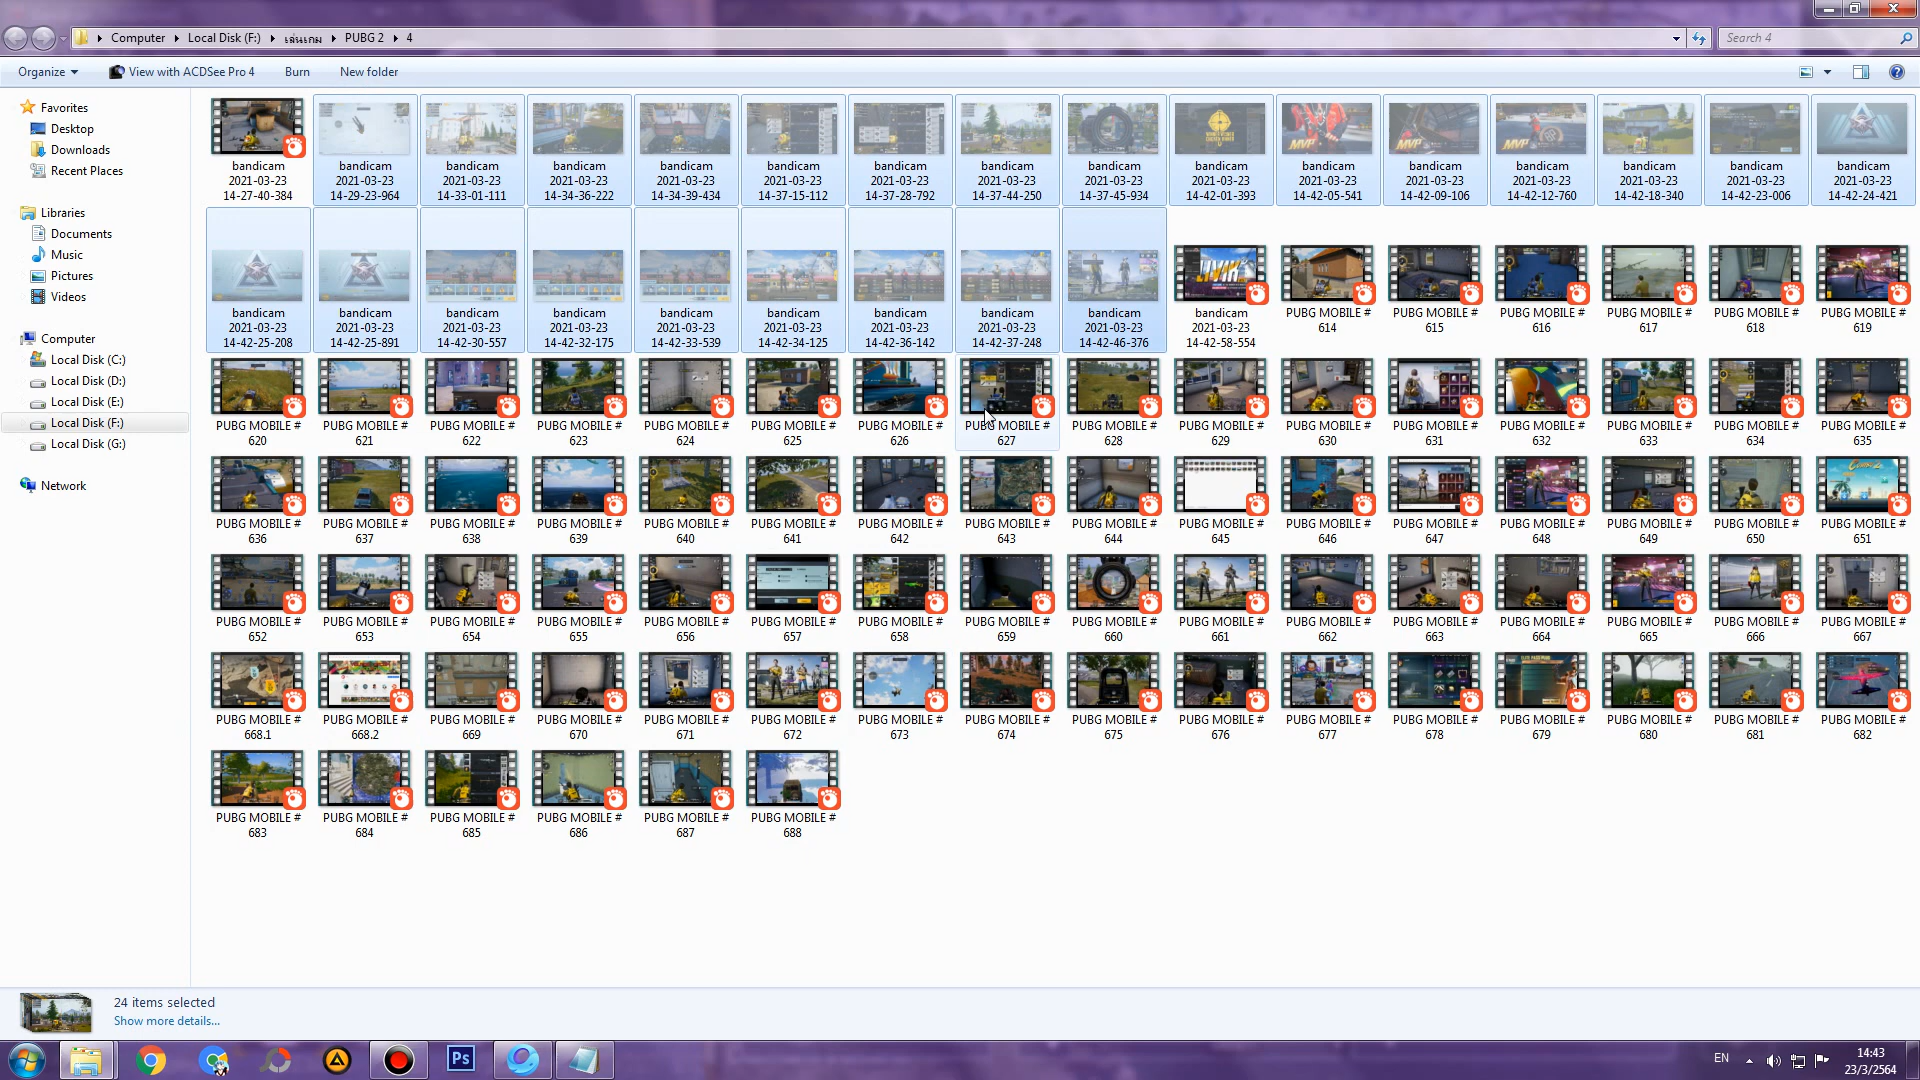 Computer ▸ Local Disk (F:) ▸ เล่นเกม ▸ PUBG 2 ▸ 4
Search 4
Organize View with ACDSee Pro 4 Burn New folder
Favorites
Desktop
Downloads
Recent Places
Libraries
Documents
Music
Pictures
Videos
Computer
Local Disk (C:)
Local Disk (D:)
Local Disk (E:)
Local Disk (F:)
Local Disk (G:)
Network
bandicam bandicam bandicam bandicam bandicam bandicam bandicam bandicam bandicam bandicam bandicam bandicam bandicam bandicam bandicam bandicam
2021-03-23 2021-03-23 2021-03-23 2021-03-23 2021-03-23 2021-03-23 2021-03-23 2021-03-23 2021-03-23 2021-03-23 2021-03-23 2021-03-23 2021-03-23 2021-03-23 2021-03-23 2021-03-23
14-27-40-384 14-29-23-964 14-33-01-111 14-34-36-222 14-34-39-434 14-37-15-112 14-37-28-792 14-37-44-250 14-37-45-934 14-42-01-393 14-42-05-541 14-42-09-106 14-42-12-760 14-42-18-340 14-42-23-006 14-42-24-421
bandicam bandicam bandicam bandicam bandicam bandicam bandicam bandicam bandicam bandicam PUBG MOBILE # PUBG MOBILE # PUBG MOBILE # PUBG MOBILE # PUBG MOBILE # PUBG MOBILE #
2021-03-23 2021-03-23 2021-03-23 2021-03-23 2021-03-23 2021-03-23 2021-03-23 2021-03-23 2021-03-23 2021-03-23 614 615 616 617 618 619
14-42-25-208 14-42-25-891 14-42-30-557 14-42-32-175 14-42-33-539 14-42-34-125 14-42-36-142 14-42-37-248 14-42-46-376 14-42-58-554
PUBG MOBILE # PUBG MOBILE # PUBG MOBILE # PUBG MOBILE # PUBG MOBILE # PUBG MOBILE # PUBG MOBILE # PUBG MOBILE # PUBG MOBILE # PUBG MOBILE # PUBG MOBILE # PUBG MOBILE # PUBG MOBILE # PUBG MOBILE # PUBG MOBILE # PUBG MOBILE #
620 621 622 623 624 625 626 627 628 629 630 631 632 633 634 635
PUBG MOBILE # PUBG MOBILE # PUBG MOBILE # PUBG MOBILE # PUBG MOBILE # PUBG MOBILE # PUBG MOBILE # PUBG MOBILE # PUBG MOBILE # PUBG MOBILE # PUBG MOBILE # PUBG MOBILE # PUBG MOBILE # PUBG MOBILE # PUBG MOBILE # PUBG MOBILE #
636 637 638 639 640 641 642 643 644 645 646 647 648 649 650 651
PUBG MOBILE # PUBG MOBILE # PUBG MOBILE # PUBG MOBILE # PUBG MOBILE # PUBG MOBILE # PUBG MOBILE # PUBG MOBILE # PUBG MOBILE # PUBG MOBILE # PUBG MOBILE # PUBG MOBILE # PUBG MOBILE # PUBG MOBILE # PUBG MOBILE # PUBG MOBILE #
652 653 654 655 656 657 658 659 660 661 662 663 664 665 666 667
PUBG MOBILE # PUBG MOBILE # PUBG MOBILE # PUBG MOBILE # PUBG MOBILE # PUBG MOBILE # PUBG MOBILE # PUBG MOBILE # PUBG MOBILE # PUBG MOBILE # PUBG MOBILE # PUBG MOBILE # PUBG MOBILE # PUBG MOBILE # PUBG MOBILE # PUBG MOBILE #
668.1 668.2 669 670 671 672 673 674 675 676 677 678 679 680 681 682
PUBG MOBILE # PUBG MOBILE # PUBG MOBILE # PUBG MOBILE # PUBG MOBILE # PUBG MOBILE #
683 684 685 686 687 688
MVP MVP MVP
24 items selected
Show more details...
Ps
EN
14:43
23/3/2564